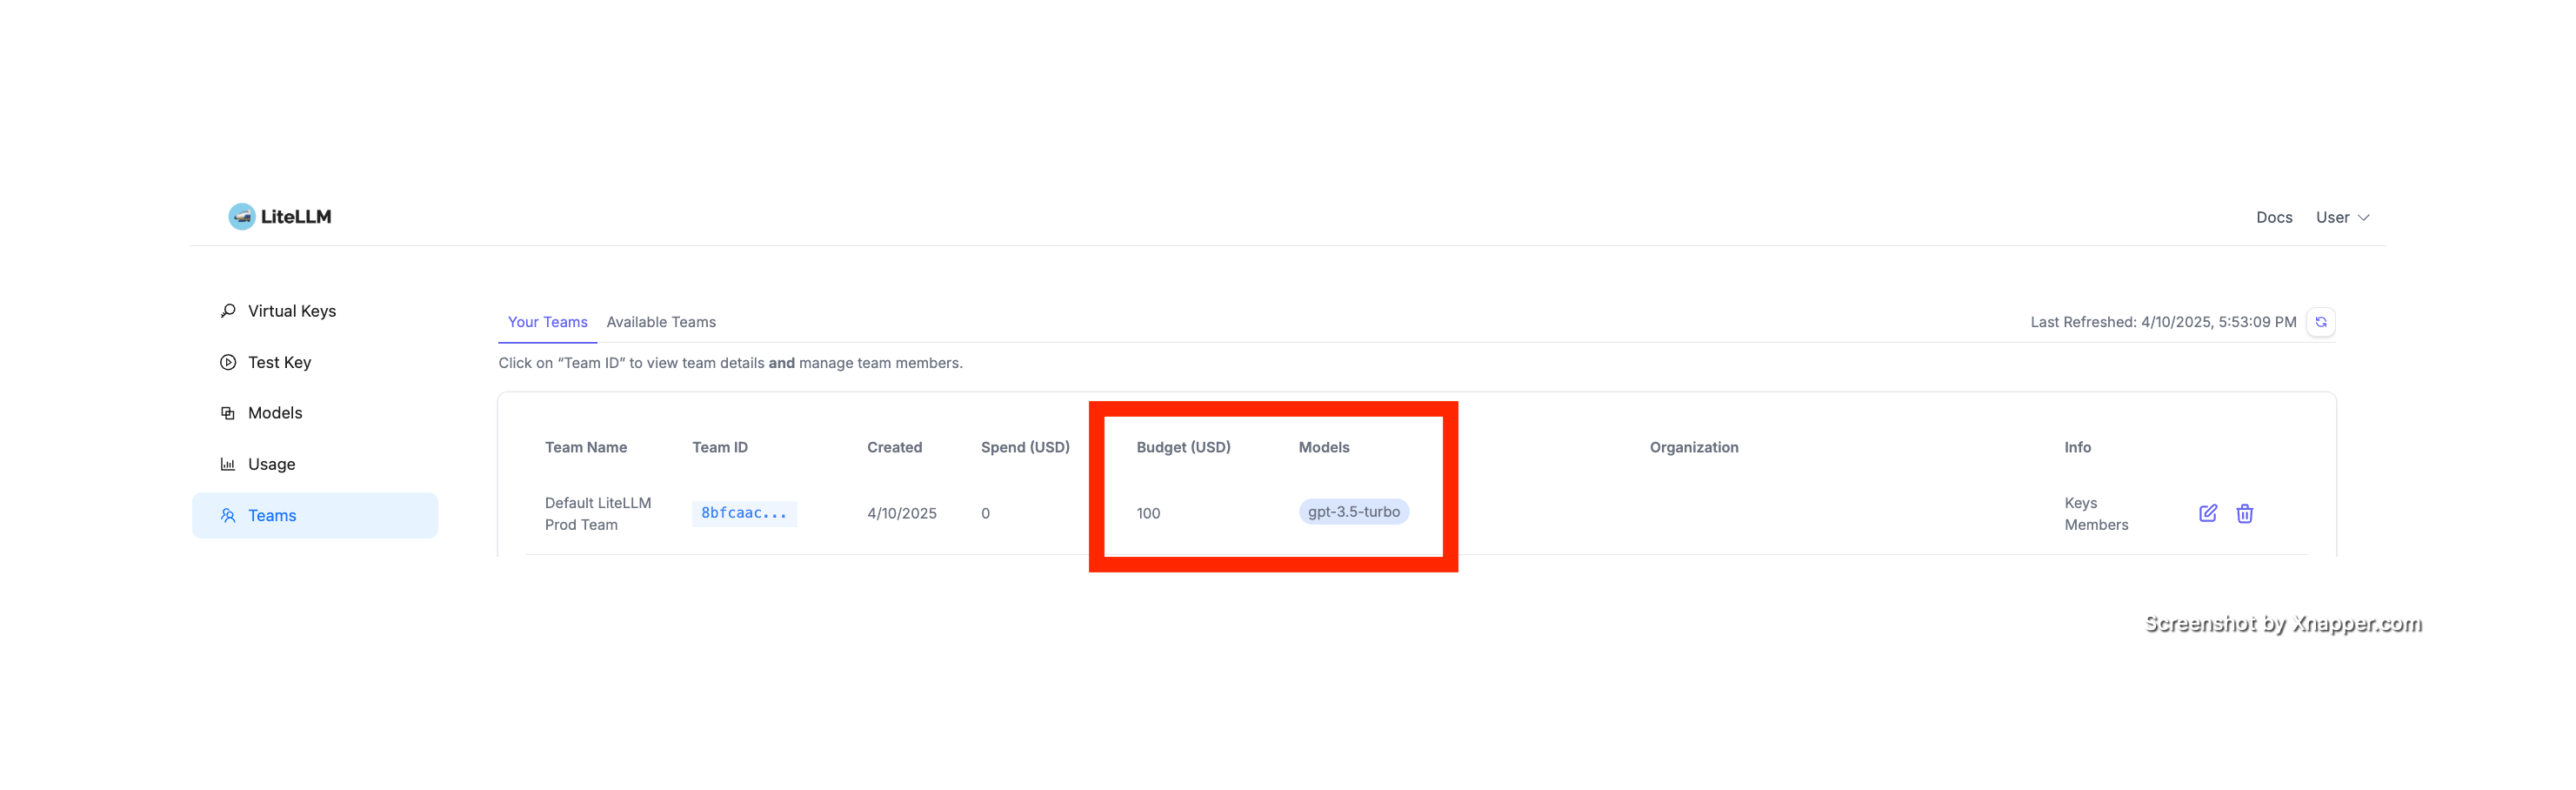 LiteLLM
Docs
User
Virtual Keys
Test Key
Models
Usage
Teams
Your Teams
Available Teams
Last Refreshed: 4/10/2025, 5:53:09 PM
Click on “Team ID” to view team details and manage team members.
Team Name
Team ID
Created
Spend (USD)
Budget (USD)
Models
Organization
Info
Default LiteLLM
Prod Team
8bfcaac...
4/10/2025
0
100
gpt-3.5-turbo
Keys
Members
Screenshot by Xnapper.com